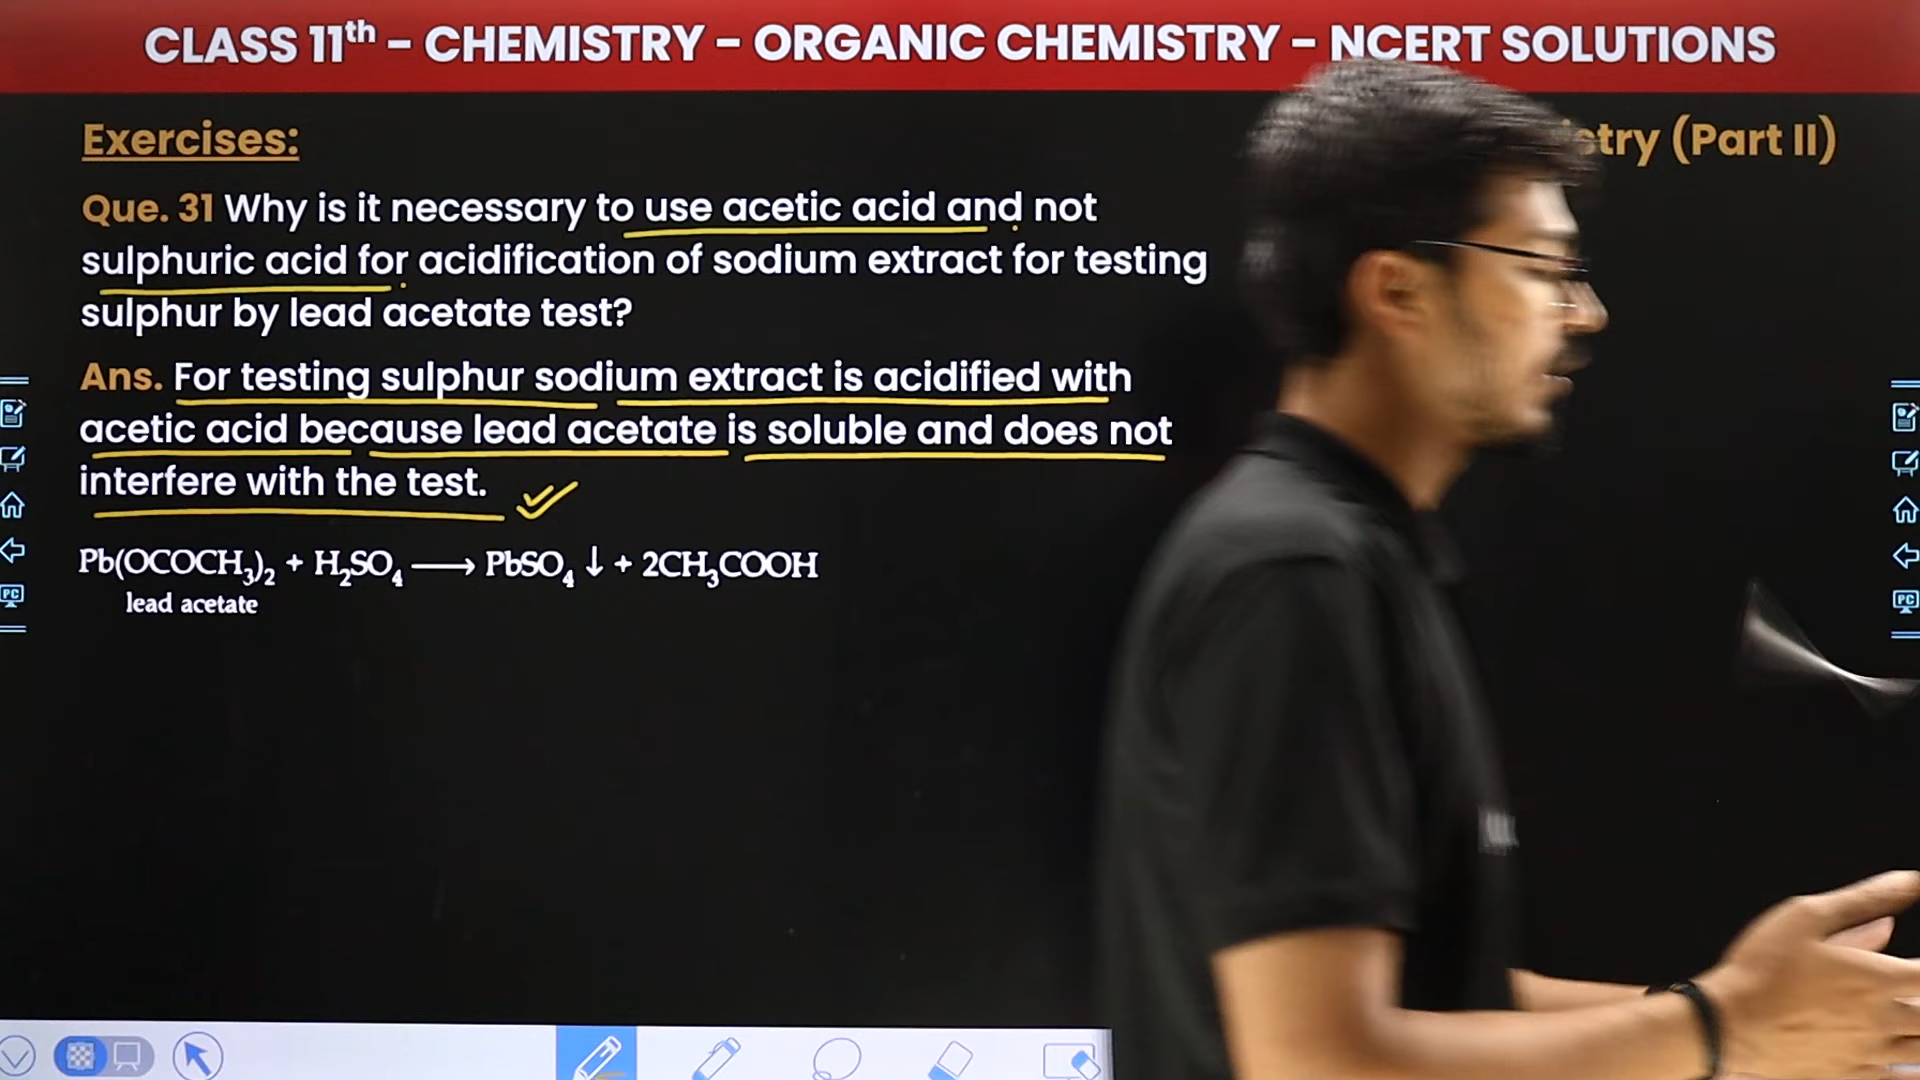 CLASS 11th – CHEMISTRY – ORGANIC CHEMISTRY – NCERT SOLUTIONS
Exercises:
(Part II)
Que. 31 Why is it necessary to use acetic acid and not
sulphuric acid for acidification of sodium extract for testing
sulphur by lead acetate test?
Ans. For testing sulphur sodium extract is acidified with
acetic acid because lead acetate is soluble and does not
interfere with the test.
Pb(OCOCH₃)₂ + H₂SO₄ ⟶ PbSO₄ ↓ + 2CH₃COOH
lead acetate
PC
PC